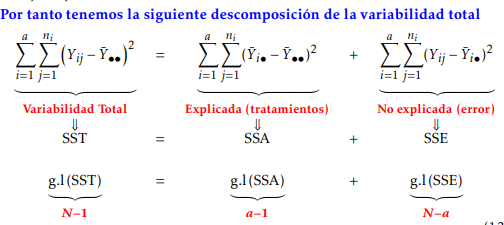 Por tanto tenemos la siguiente descomposición de la variabilidad total
∑_{i=1}^{a} ∑_{j=1}^{n_i} (Y_{ij} − Ȳ_{••})² = ∑_{i=1}^{a} ∑_{j=1}^{n_i} (Ȳ_{i•} − Ȳ_{••})² + ∑_{i=1}^{a} ∑_{j=1}^{n_i} (Y_{ij} − Ȳ_{i•})²
Variabilidad Total Explicada (tratamientos) No explicada (error)
⇓ ⇓ ⇓
SST = SSA + SSE
g.l(SST) = g.l(SSA) + g.l(SSE)
N−1 a−1 N−a